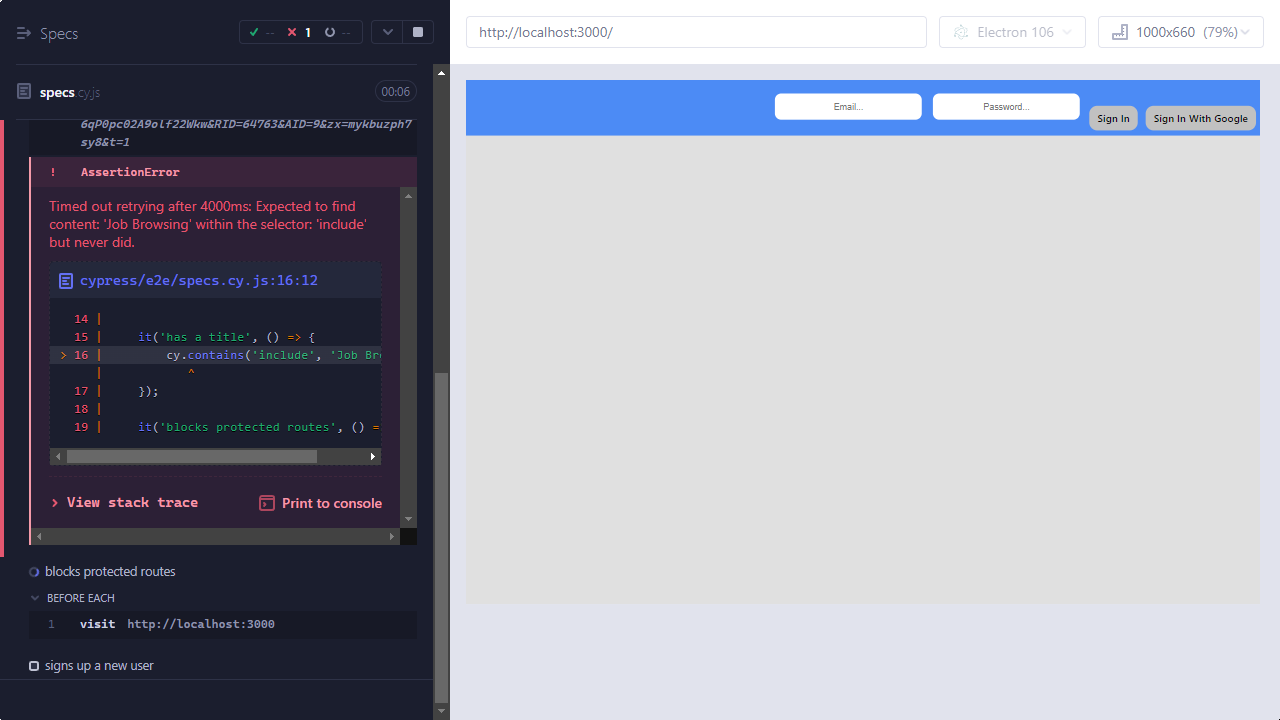 Specs
--
1
--
specs.cy.js
00:06
6qP0pc02A9olf22Wkw&RID=64763&AID=9&zx=mykbuzph7
sy8&t=1
! AssertionError
Timed out retrying after 4000ms: Expected to find
content: 'Job Browsing' within the selector: 'include'
but never did.
cypress/e2e/specs.cy.js:16:12
14 |
15 | it('has a title', () => {
> 16 | cy.contains('include', 'Job Bro
| ^
17 | });
18 |
19 | it('blocks protected routes', () =
> View stack trace
Print to console
blocks protected routes
BEFORE EACH
1 visit http://localhost:3000
signs up a new user
http://localhost:3000/
Electron 106
1000x660 (79%)
Email...
Password...
Sign In
Sign In With Google